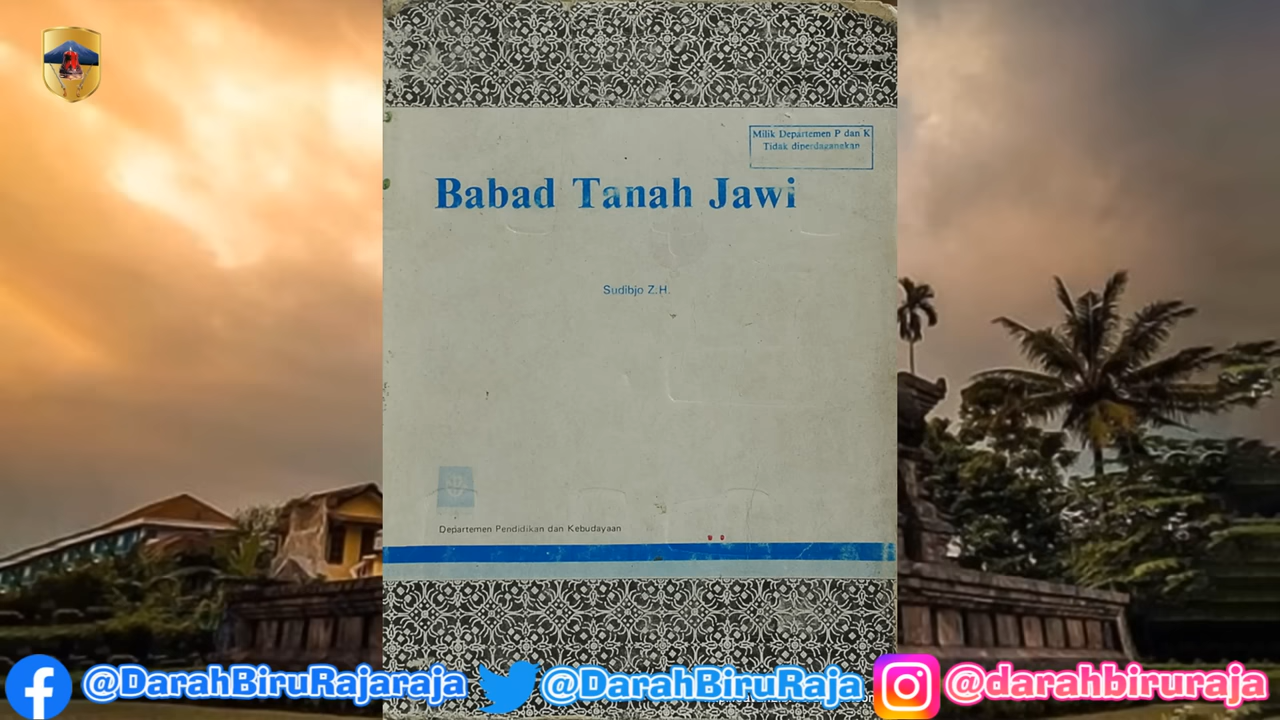 Milik Departemen P dan K
Tidak diperdagangkan
Babad Tanah Jawi
Sudibjo Z.H.
Departemen Pendidikan dan Kebudayaan
@DarahBiruRajaraja
@DarahBiruRaja
@darahbiruraja